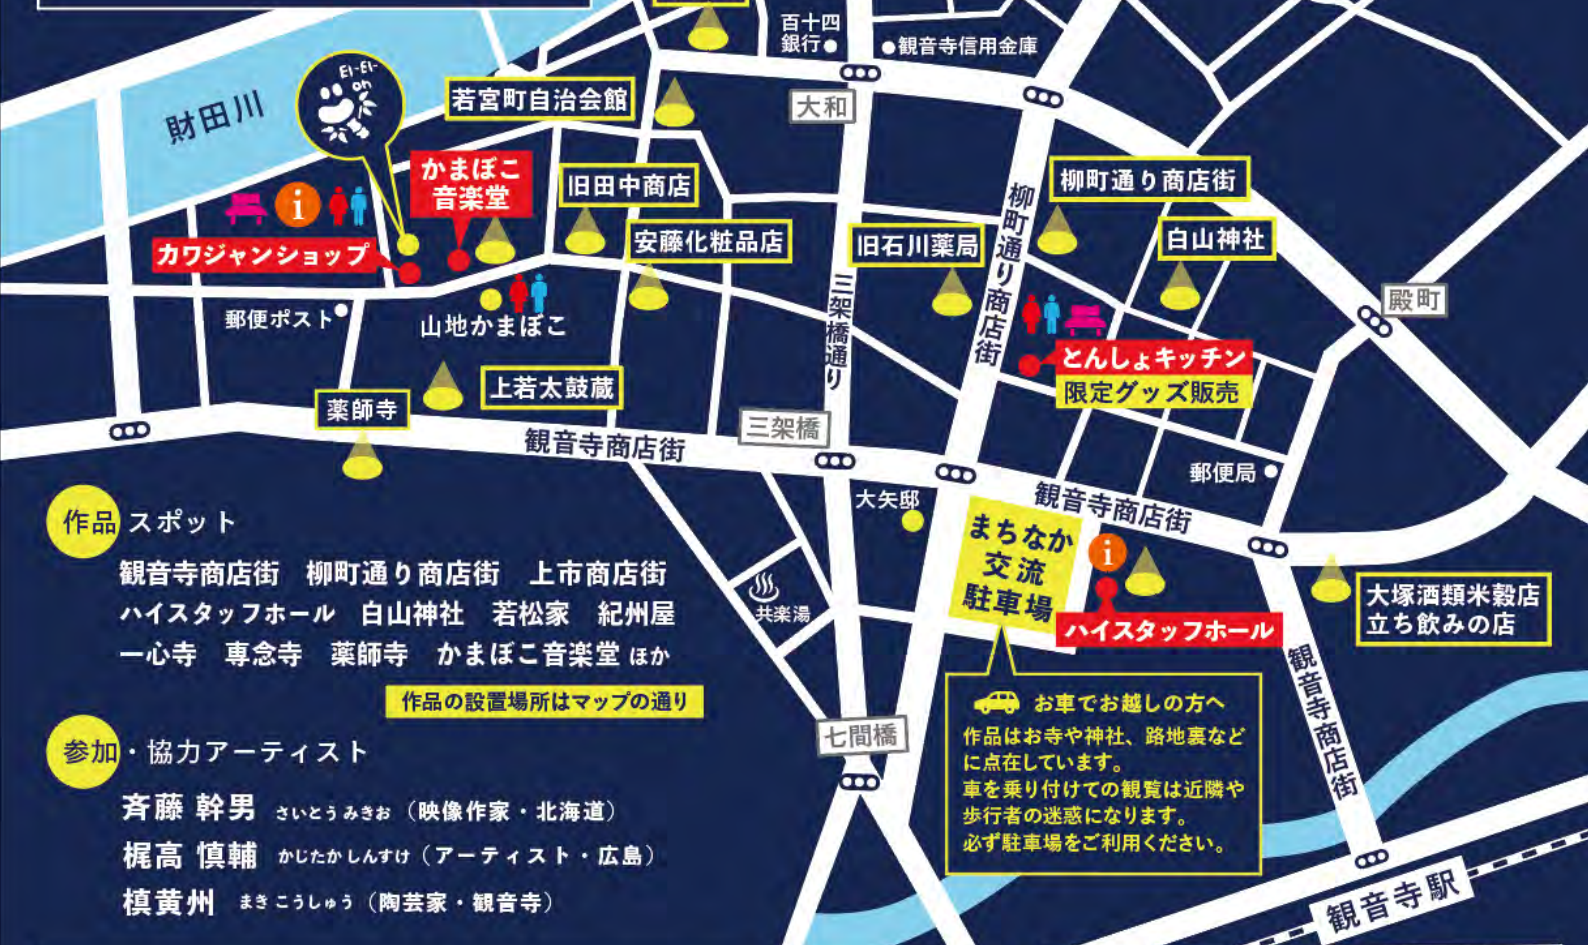 百十四
銀行
観音寺信用金庫
EI-EI-
on
財田川
若宮町自治会館
大和
かまぼこ
音楽堂
旧田中商店
柳町通り商店街
柳町通り商店街
i
カワジャンショップ
安藤化粧品店
旧石川薬局
白山神社
郵便ポスト
山地かまぼこ
三架橋通り
殿町
とんしょキッチン
限定グッズ販売
薬師寺
上若太鼓蔵
三架橋
観音寺商店街
郵便局
大矢邸
観音寺商店街
まちなか
交流
駐車場
i
ハイスタッフホール
大塚酒類米穀店
立ち飲みの店
共楽湯
観音寺商店街
七間橋
観音寺駅
作品スポット
観音寺商店街 柳町通り商店街 上市商店街
ハイスタッフホール 白山神社 若松家 紀州屋
一心寺 専念寺 薬師寺 かまぼこ音楽堂 ほか
作品の設置場所はマップの通り
参加・協力アーティスト
斉藤 幹男 さいとう みきお（映像作家・北海道）
梶高 慎輔 かじたか しんすけ（アーティスト・広島）
槙黄州 まき こうしゅう（陶芸家・観音寺）
お車でお越しの方へ
作品はお寺や神社、路地裏など
に点在しています。
車を乗り付けての観覧は近隣や
歩行者の迷惑になります。
必ず駐車場をご利用ください。